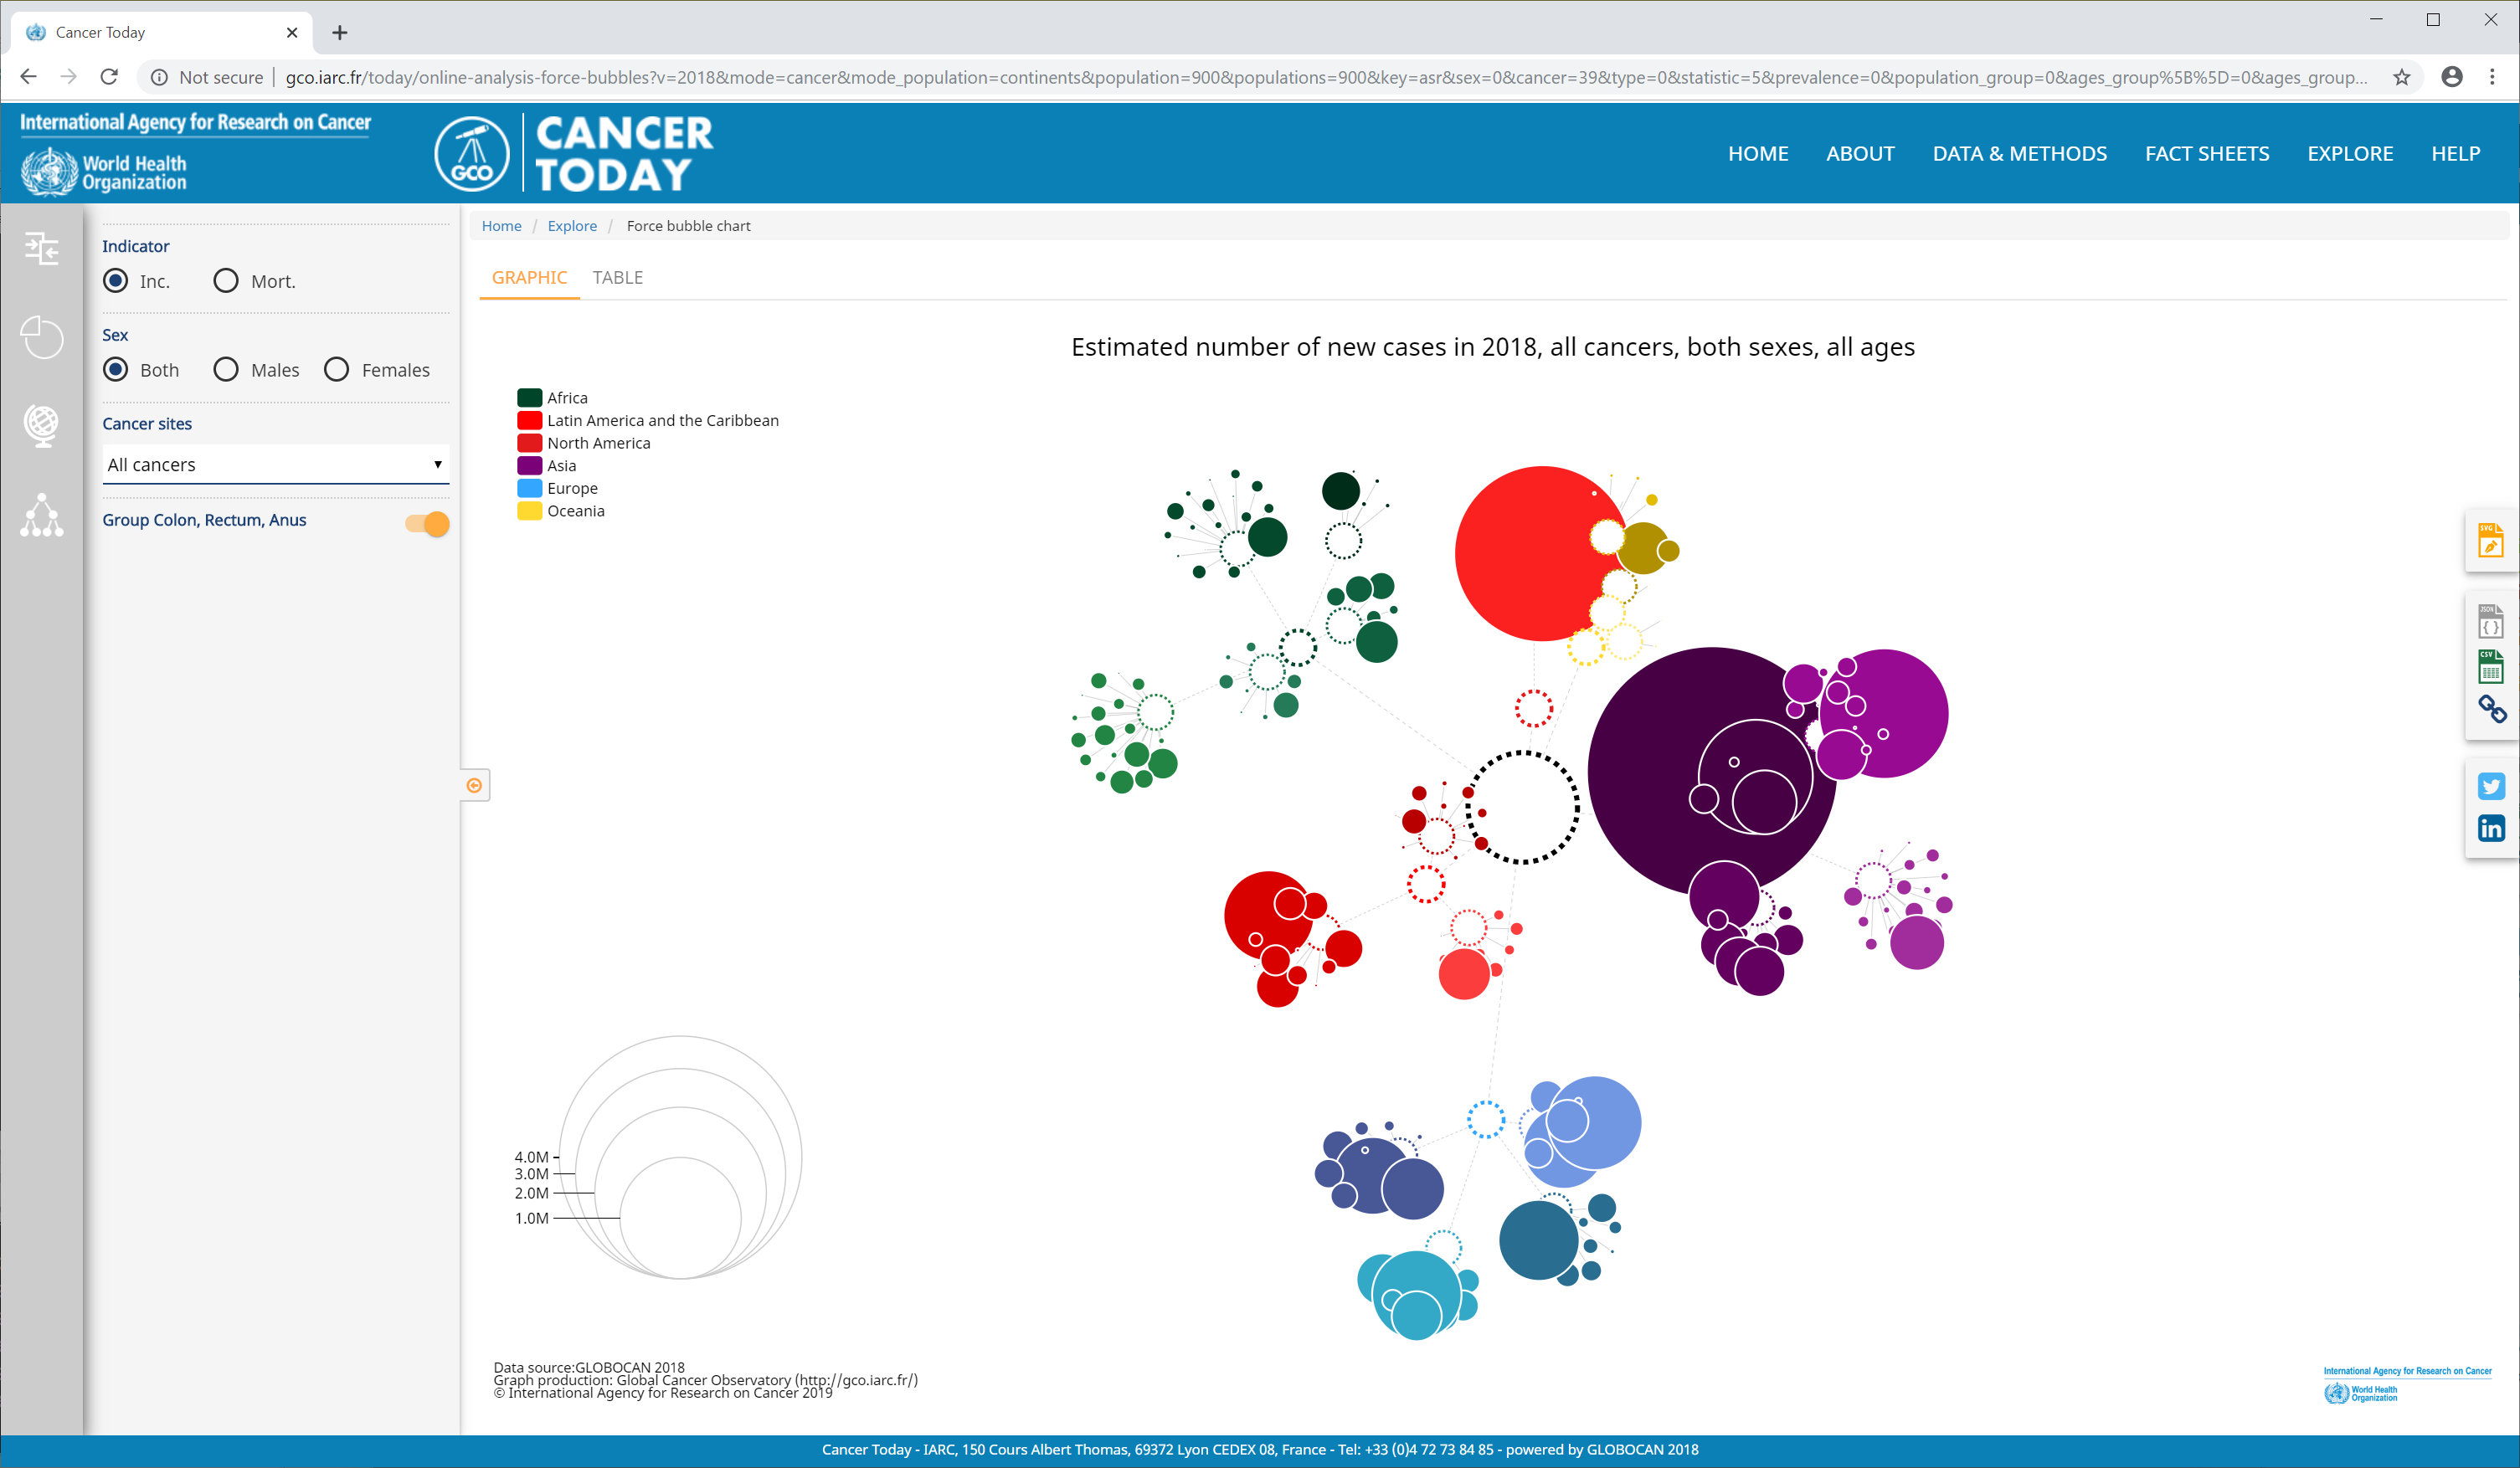 Cancer Today
Not secure | gco.iarc.fr/today/online-analysis-force-bubbles?v=2018&mode=cancer&mode_population=continents&population=900&populations=900&key=asr&sex=0&cancer=39&type=0&statistic=5&prevalence=0&population_group=0&ages_group%5B%5D=0&ages_group...
International Agency for Research on Cancer
World Health
Organization
GCO
CANCER
TODAY
HOME ABOUT DATA & METHODS FACT SHEETS EXPLORE HELP
Home / Explore / Force bubble chart
Indicator
Inc. Mort.
Sex
Both Males Females
Cancer sites
All cancers
Group Colon, Rectum, Anus
GRAPHIC TABLE
Estimated number of new cases in 2018, all cancers, both sexes, all ages
Africa
Latin America and the Caribbean
North America
Asia
Europe
Oceania
SVG
JSON
{ }
CSV
in
4.0M
3.0M
2.0M
1.0M
Data source:GLOBOCAN 2018
Graph production: Global Cancer Observatory (http://gco.iarc.fr/)
© International Agency for Research on Cancer 2019
International Agency for Research on Cancer
World Health
Organization
Cancer Today - IARC, 150 Cours Albert Thomas, 69372 Lyon CEDEX 08, France - Tel: +33 (0)4 72 73 84 85 - powered by GLOBOCAN 2018